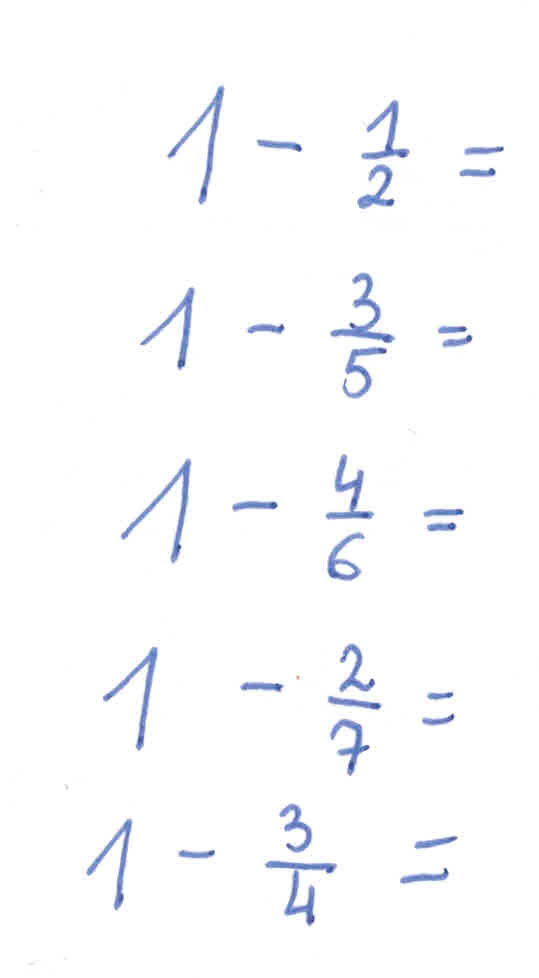 1 - 1/2 =
1 - 3/5 =
1 - 4/6 =
1 - 2/7 =
1 - 3/4 =